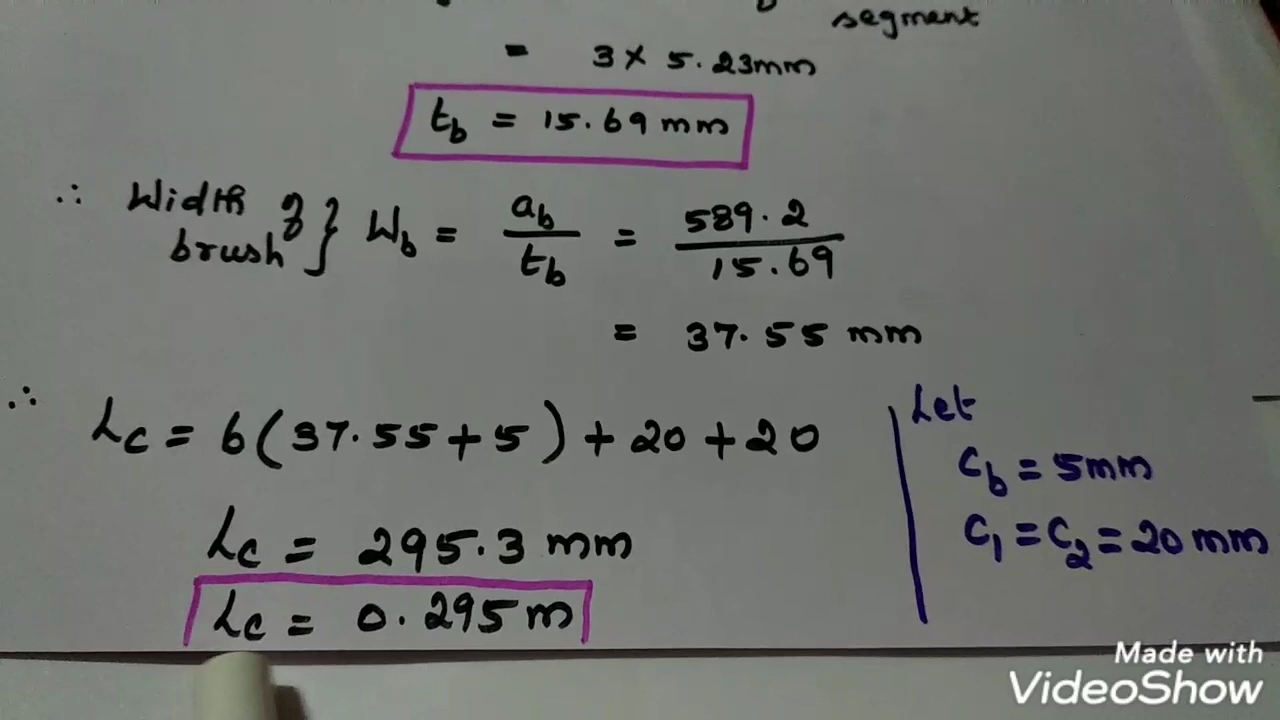 segment
= 3 × 5.23mm
t_b = 15.69 mm
∴ Width of brush } W_b = a_b / t_b = 589.2 / 15.69
= 37.55 mm
∴ L_c = 6(37.55+5)+20+20
Let
C_b = 5mm
C_1 = C_2 = 20 mm
L_c = 295.3 mm
L_c = 0.295m
Made with
VideoShow